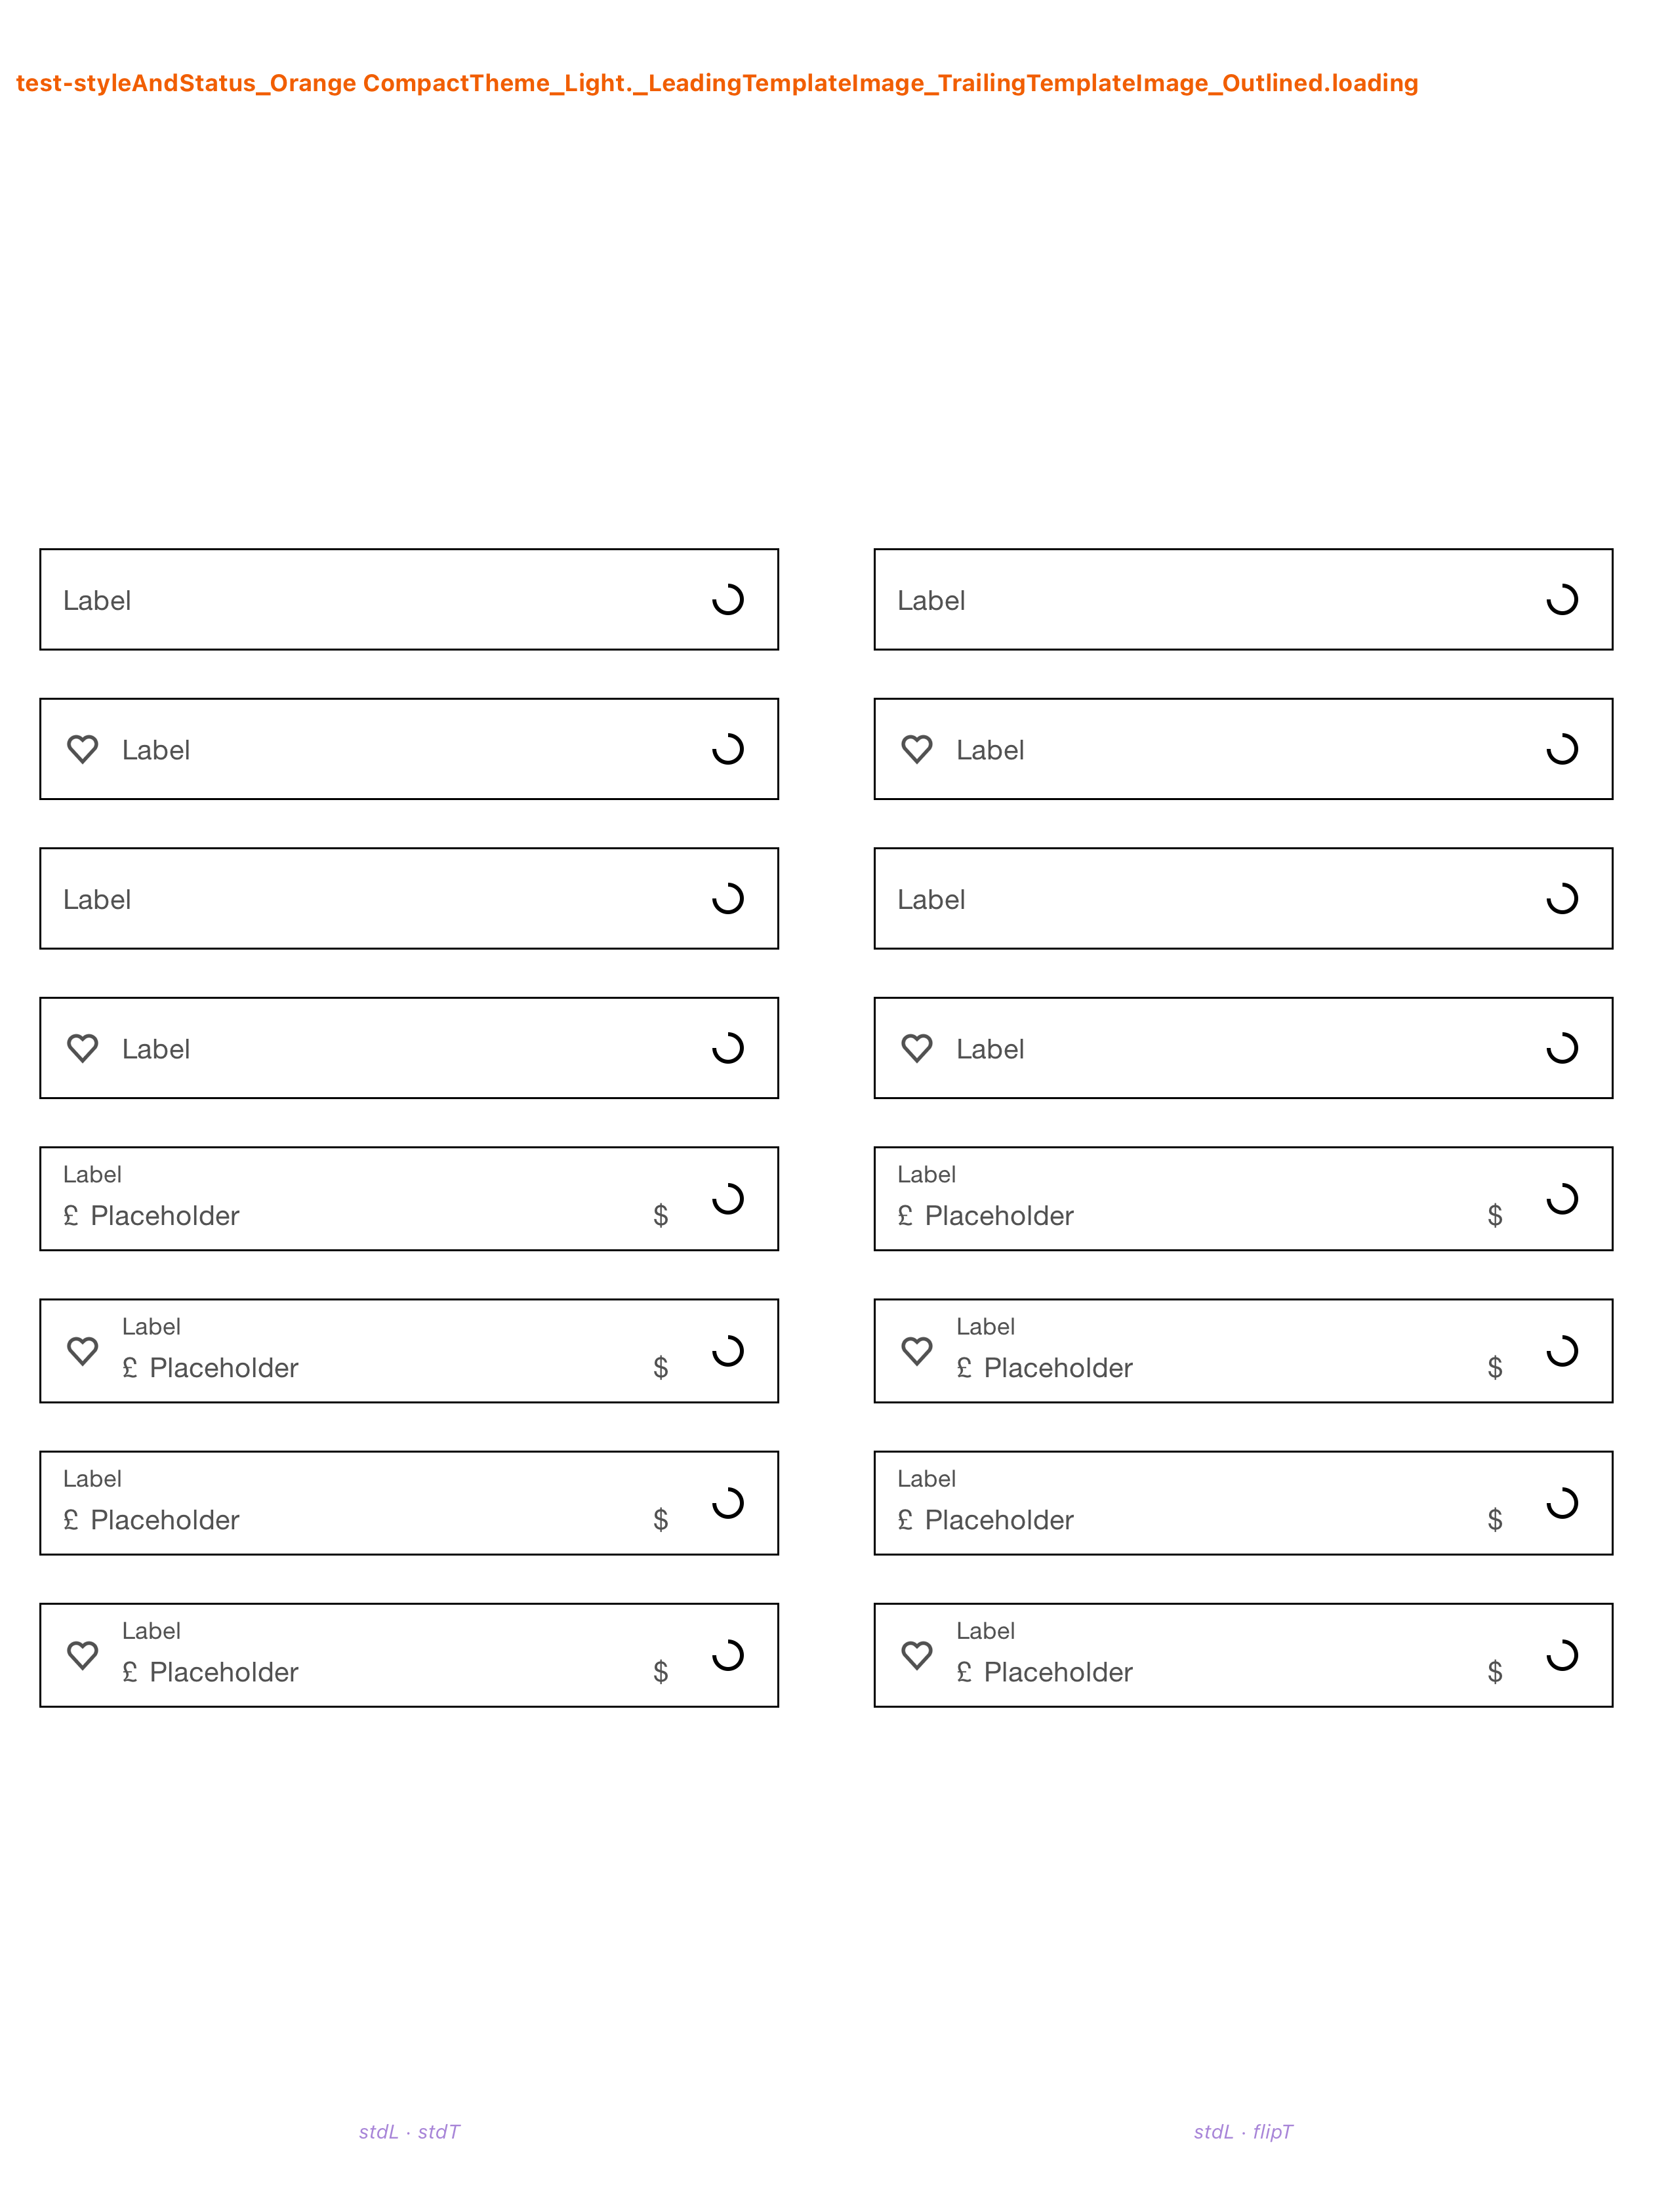 test-styleAndStatus_Orange CompactTheme_Light._LeadingTemplateImage_TrailingTemplateImage_Outlined.loading
Label
Label
Label
Label
Label
Label
Label
Label
Label
Label
£ Placeholder $
£ Placeholder $
Label
Label
£ Placeholder $
£ Placeholder $
Label
Label
£ Placeholder $
£ Placeholder $
Label
Label
£ Placeholder $
£ Placeholder $
stdL · stdT
stdL · flipT